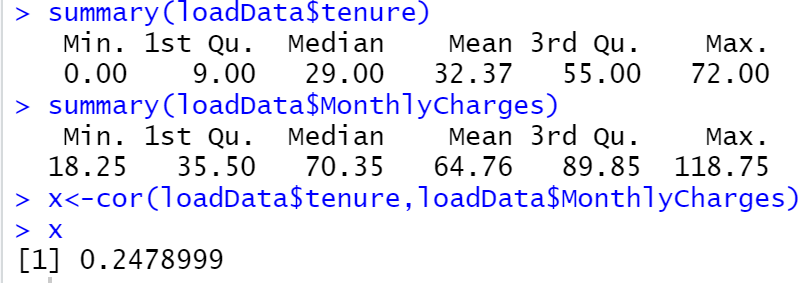 > summary(loadData$tenure)
   Min. 1st Qu.  Median    Mean 3rd Qu.    Max.
   0.00    9.00   29.00   32.37   55.00   72.00
> summary(loadData$MonthlyCharges)
   Min. 1st Qu.  Median    Mean 3rd Qu.    Max.
  18.25   35.50   70.35   64.76   89.85  118.75
> x<-cor(loadData$tenure,loadData$MonthlyCharges)
> x
[1] 0.2478999